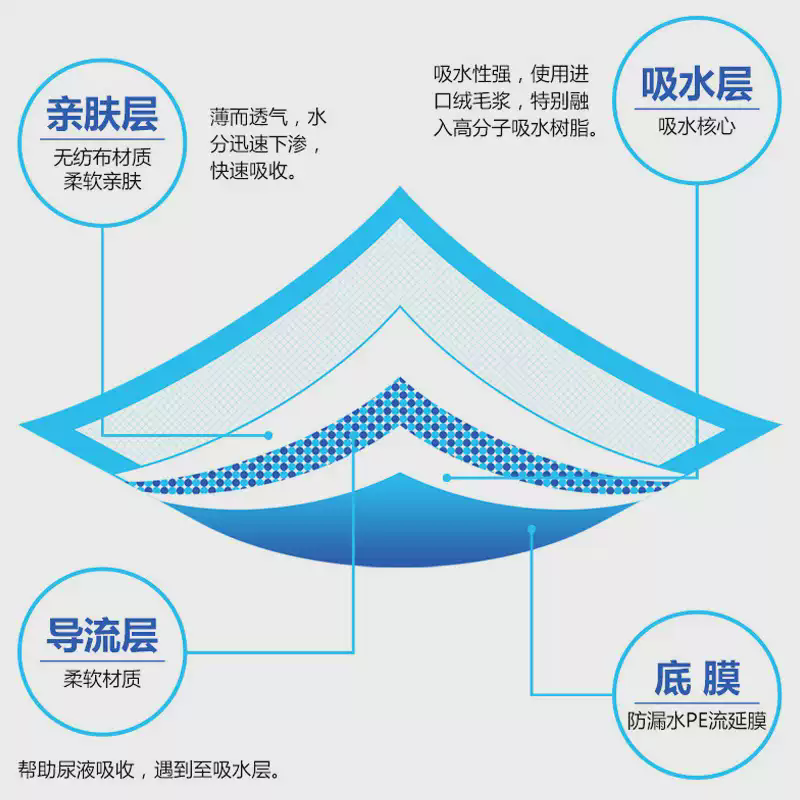 亲肤层
无纺布材质
柔软亲肤
薄而透气，水
分迅速下渗，
快速吸收。
吸水性强，使用进
口绒毛浆，特别融
入高分子吸水树脂。
吸水层
吸水核心
导流层
柔软材质
底 膜
防漏水PE流延膜
帮助尿液吸收，遇到至吸水层。